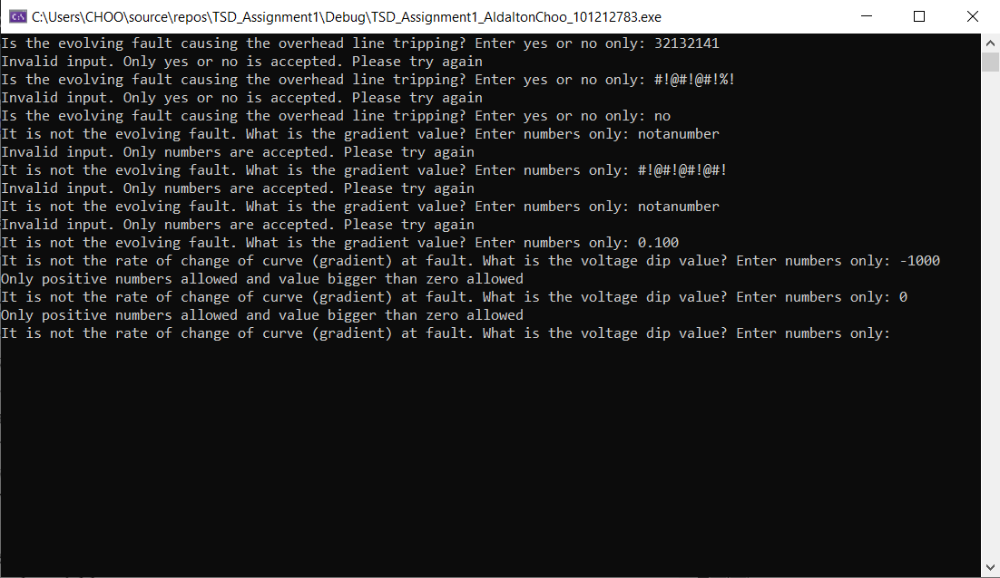 C:\Users\CHOO\source\repos\TSD_Assignment1\Debug\TSD_Assignment1_AldaltonChoo_101212783.exe
Is the evolving fault causing the overhead line tripping? Enter yes or no only: 32132141
Invalid input. Only yes or no is accepted. Please try again
Is the evolving fault causing the overhead line tripping? Enter yes or no only: #!@#!@#!%!
Invalid input. Only yes or no is accepted. Please try again
Is the evolving fault causing the overhead line tripping? Enter yes or no only: no
It is not the evolving fault. What is the gradient value? Enter numbers only: notanumber
Invalid input. Only numbers are accepted. Please try again
It is not the evolving fault. What is the gradient value? Enter numbers only: #!@#!@#!@#!
Invalid input. Only numbers are accepted. Please try again
It is not the evolving fault. What is the gradient value? Enter numbers only: notanumber
Invalid input. Only numbers are accepted. Please try again
It is not the evolving fault. What is the gradient value? Enter numbers only: 0.100
It is not the rate of change of curve (gradient) at fault. What is the voltage dip value? Enter numbers only: -1000
Only positive numbers allowed and value bigger than zero allowed
It is not the rate of change of curve (gradient) at fault. What is the voltage dip value? Enter numbers only: 0
Only positive numbers allowed and value bigger than zero allowed
It is not the rate of change of curve (gradient) at fault. What is the voltage dip value? Enter numbers only: